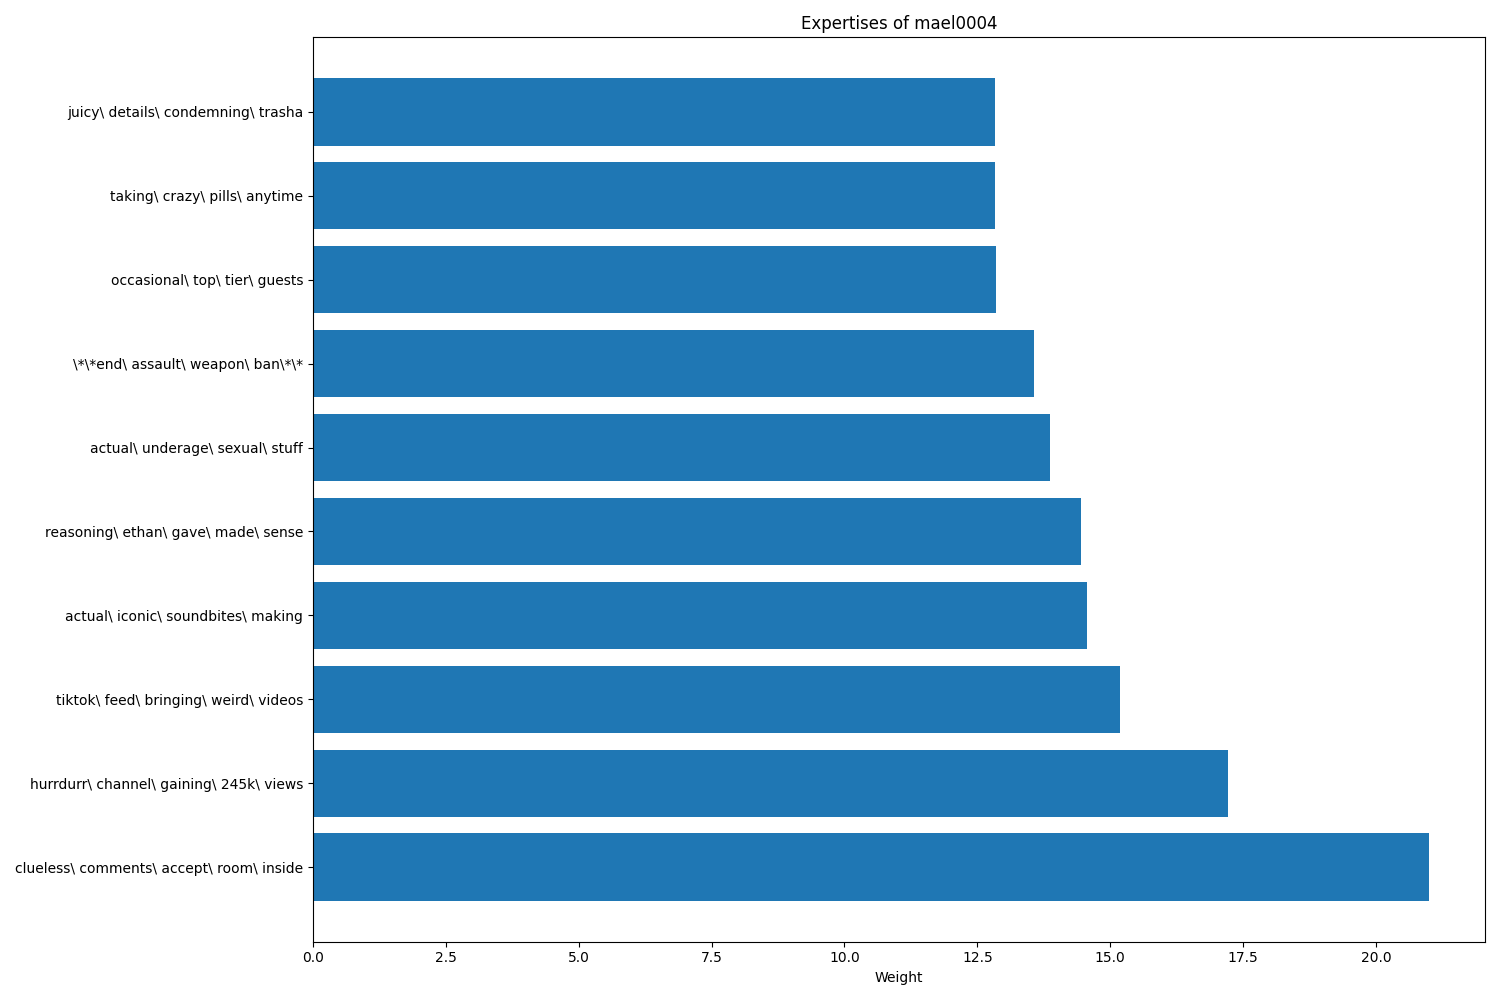 Expertises of mael0004
juicy\ details\ condemning\ trasha
taking\ crazy\ pills\ anytime
occasional\ top\ tier\ guests
\*\*end\ assault\ weapon\ ban\*\*
actual\ underage\ sexual\ stuff
reasoning\ ethan\ gave\ made\ sense
actual\ iconic\ soundbites\ making
tiktok\ feed\ bringing\ weird\ videos
hurrdurr\ channel\ gaining\ 245k\ views
clueless\ comments\ accept\ room\ inside
0.0 2.5 5.0 7.5 10.0 12.5 15.0 17.5 20.0
Weight